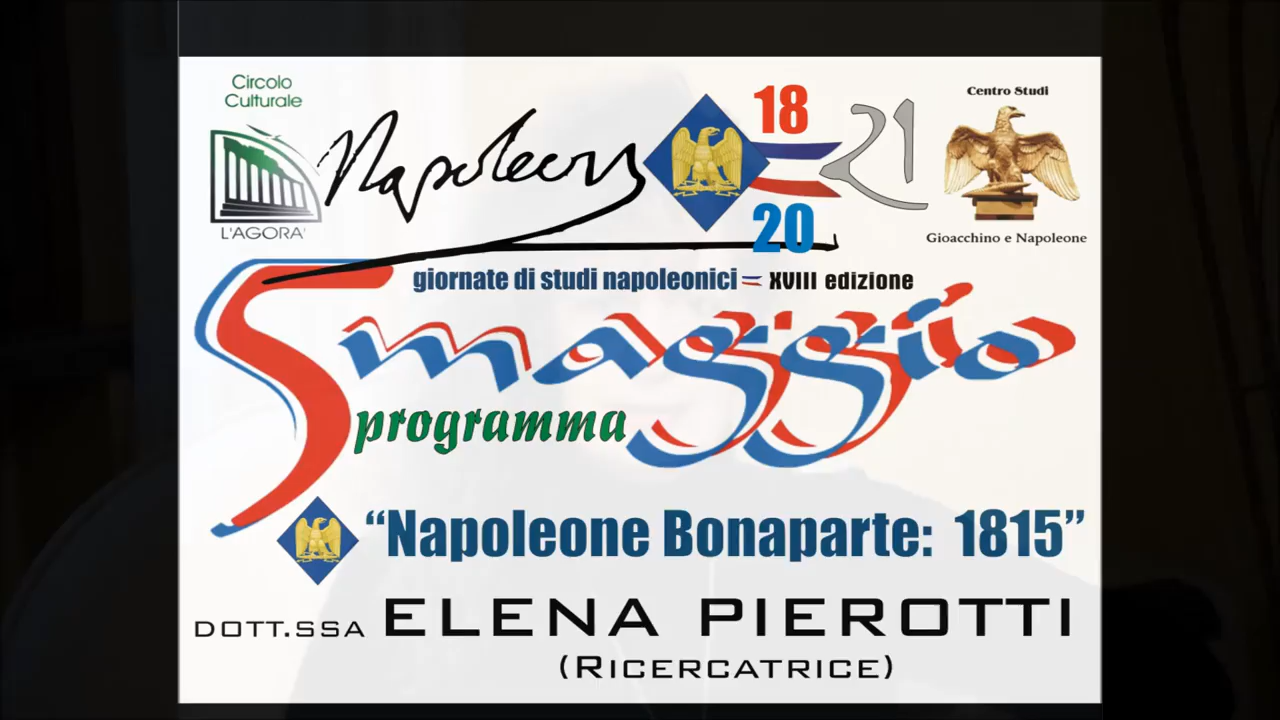 Circolo
Culturale
L'AGORA'
Napoleon
18
20
21
Centro Studi
Gioacchino e Napoleone
giornate di studi napoleonici = XVIII edizione
5 maggio
programma
“Napoleone Bonaparte: 1815”
DOTT.SSA ELENA PIEROTTI
(RICERCATRICE)